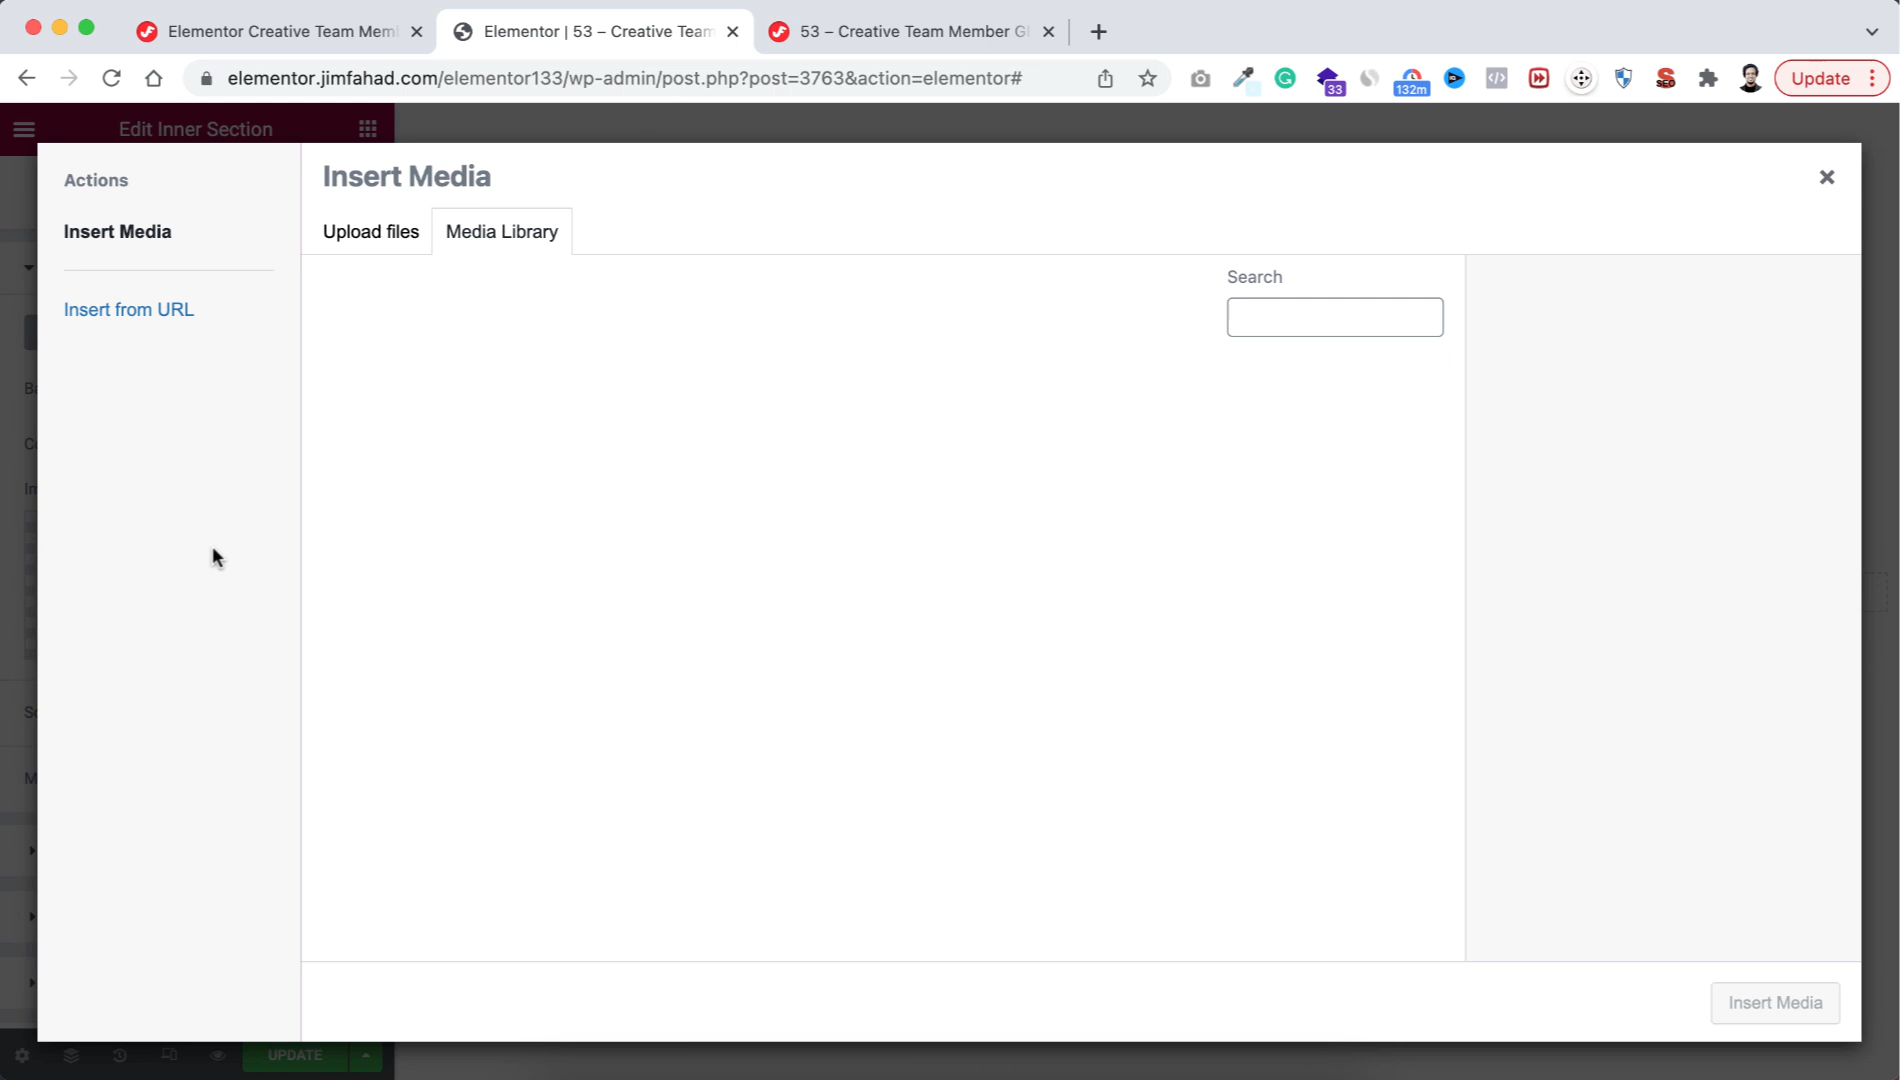 Elementor Creative Team Mem
Elementor | 53 – Creative Team
53 – Creative Team Member G
elementor.jimfahad.com/elementor133/wp-admin/post.php?post=3763&action=elementor#
33
132m
SEO
Update
Edit Inner Section
Actions
Insert Media
Insert from URL
Insert Media
Upload files
Media Library
Search
Insert Media
UPDATE